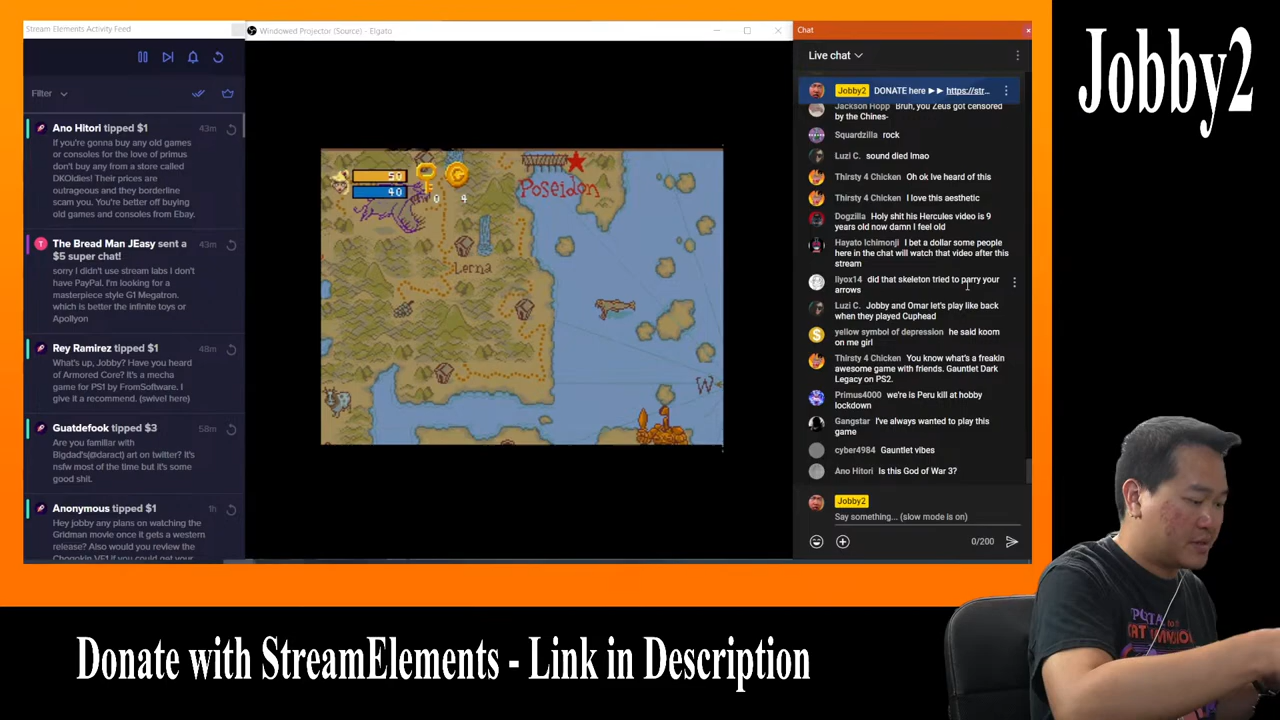 Stream Elements Activity Feed
Filter
Ano Hitori tipped $1
43m
If you're gonna buy any old games
or consoles for the love of primus
don't buy any from a store called
DKOldies! Their prices are
outrageous and they borderline
scam you. You're better off buying
old games and consoles from Ebay.
The Bread Man JEasy sent a
$5 super chat!
43m
sorry I didn't use stream labs I don't
have PayPal. I'm looking for a
masterpiece style G1 Megatron.
which is better the infinite toys or
Apollyon
Rey Ramirez tipped $1
48m
What's up, Jobby? Have you heard
of Armored Core? It's a mecha
game for PS1 by FromSoftware. I
give it a recommend. (swivel here)
Guatdefook tipped $3
58m
Are you familiar with
Bigdad's(@daract) art on twitter? It's
nsfw most of the time but it's some
good shil.
Anonymous tipped $1
1h
Hey jobby any plans on watching the
Gridman movie once it gets a western
release? Also would you review the
Windowed Projector (Source) - Elgato
50
40
0 4
Poseidon
Lerna
W
Chat
Live chat
Jobby2 DONATE here ►► https://str...
Jackson Hopp Bruh, you Zeus got censored
by the Chines-
Squardzilla rock
Luzi C. sound died lmao
Thirsty 4 Chicken Oh ok Ive heard of this
Thirsty 4 Chicken I love this aesthetic
Dogzilla Holy shit his Hercules video is 9
years old now damn I feel old
Hayato Ichimonji I bet a dollar some people
here in the chat will watch that video after this
stream
did that skeleton tried to parry your
arrows
Luzi C. Jobby and Omar let's play like back
when they played Cuphead
yellow symbol of depression he said koom
on me girl
Thirsty 4 Chicken You know what's a freakin
awesome game with friends. Gauntlet Dark
Legacy on PS2.
Primus4000 we're is Peru kill at hobby
lockdown
Gangstar I've always wanted to play this
game
cyber4984 Gauntlet vibes
Ano Hitori Is this God of War 3?
Jobby2
Say something... (slow mode is on)
0/200
Jobby2
Donate with StreamElements - Link in Description